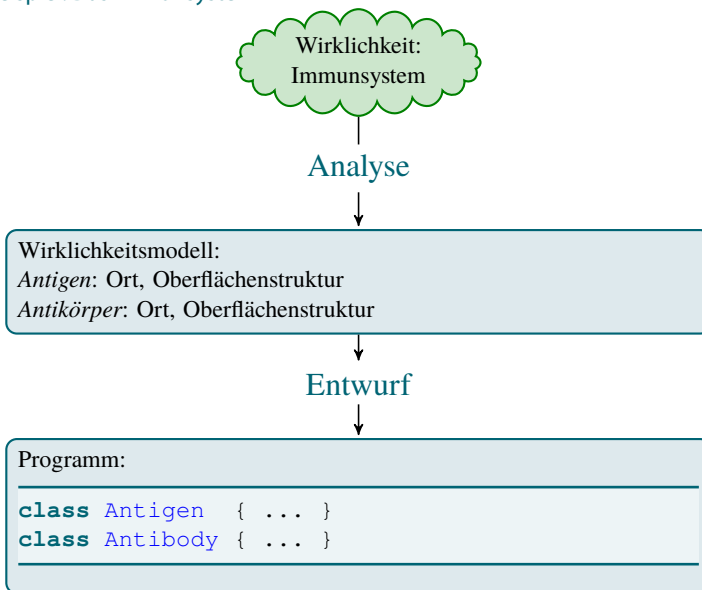 Wirklichkeit:
Immunsystem
Analyse
Wirklichkeitsmodell:
Antigen: Ort, Oberflächenstruktur
Antikörper: Ort, Oberflächenstruktur
Entwurf
Programm:
class Antigen  { ... }
class Antibody { ... }